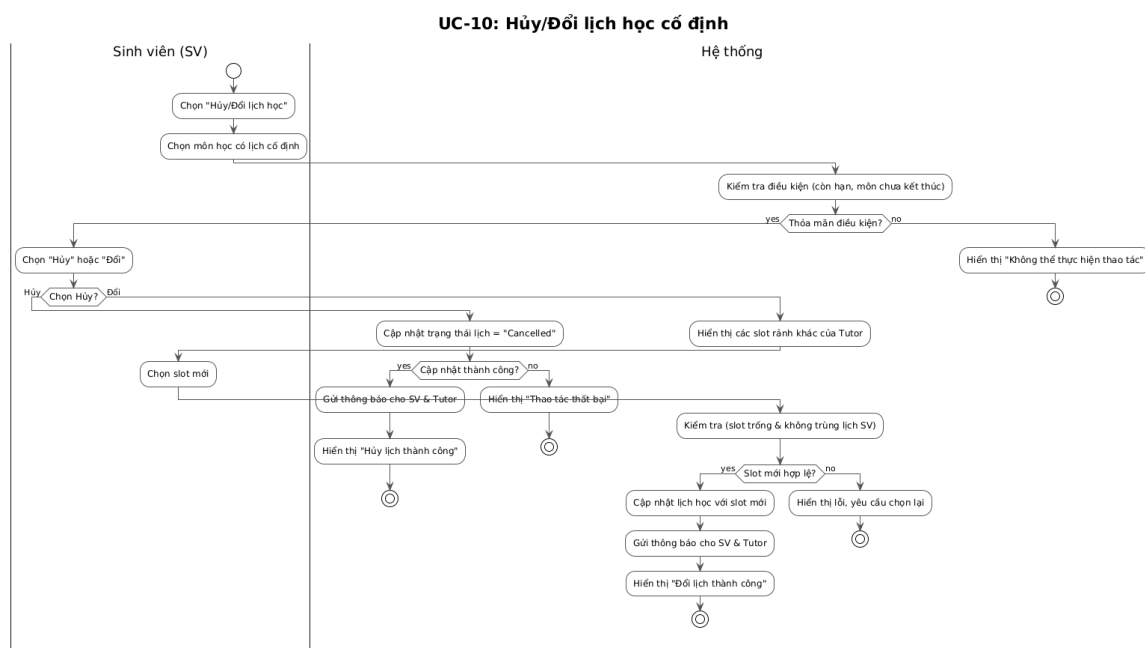 UC-10: Hủy/Đổi lịch học cố định
Sinh viên (SV)
Hệ thống
Chọn "Hủy/Đổi lịch học"
Chọn môn học có lịch cố định
Kiểm tra điều kiện (còn hạn, môn chưa kết thúc)
yes
Thỏa mãn điều kiện?
no
Chọn "Hủy" hoặc "Đổi"
Hiển thị "Không thể thực hiện thao tác"
Hủy
Chọn Hủy?
Đổi
Cập nhật trạng thái lịch = "Cancelled"
Hiển thị các slot rảnh khác của Tutor
Chọn slot mới
yes
Cập nhật thành công?
no
Gửi thông báo cho SV & Tutor
Hiển thị "Thao tác thất bại"
Kiểm tra (slot trống & không trùng lịch SV)
Hiển thị "Hủy lịch thành công"
yes
Slot mới hợp lệ?
no
Cập nhật lịch học với slot mới
Hiển thị lỗi, yêu cầu chọn lại
Gửi thông báo cho SV & Tutor
Hiển thị "Đổi lịch thành công"